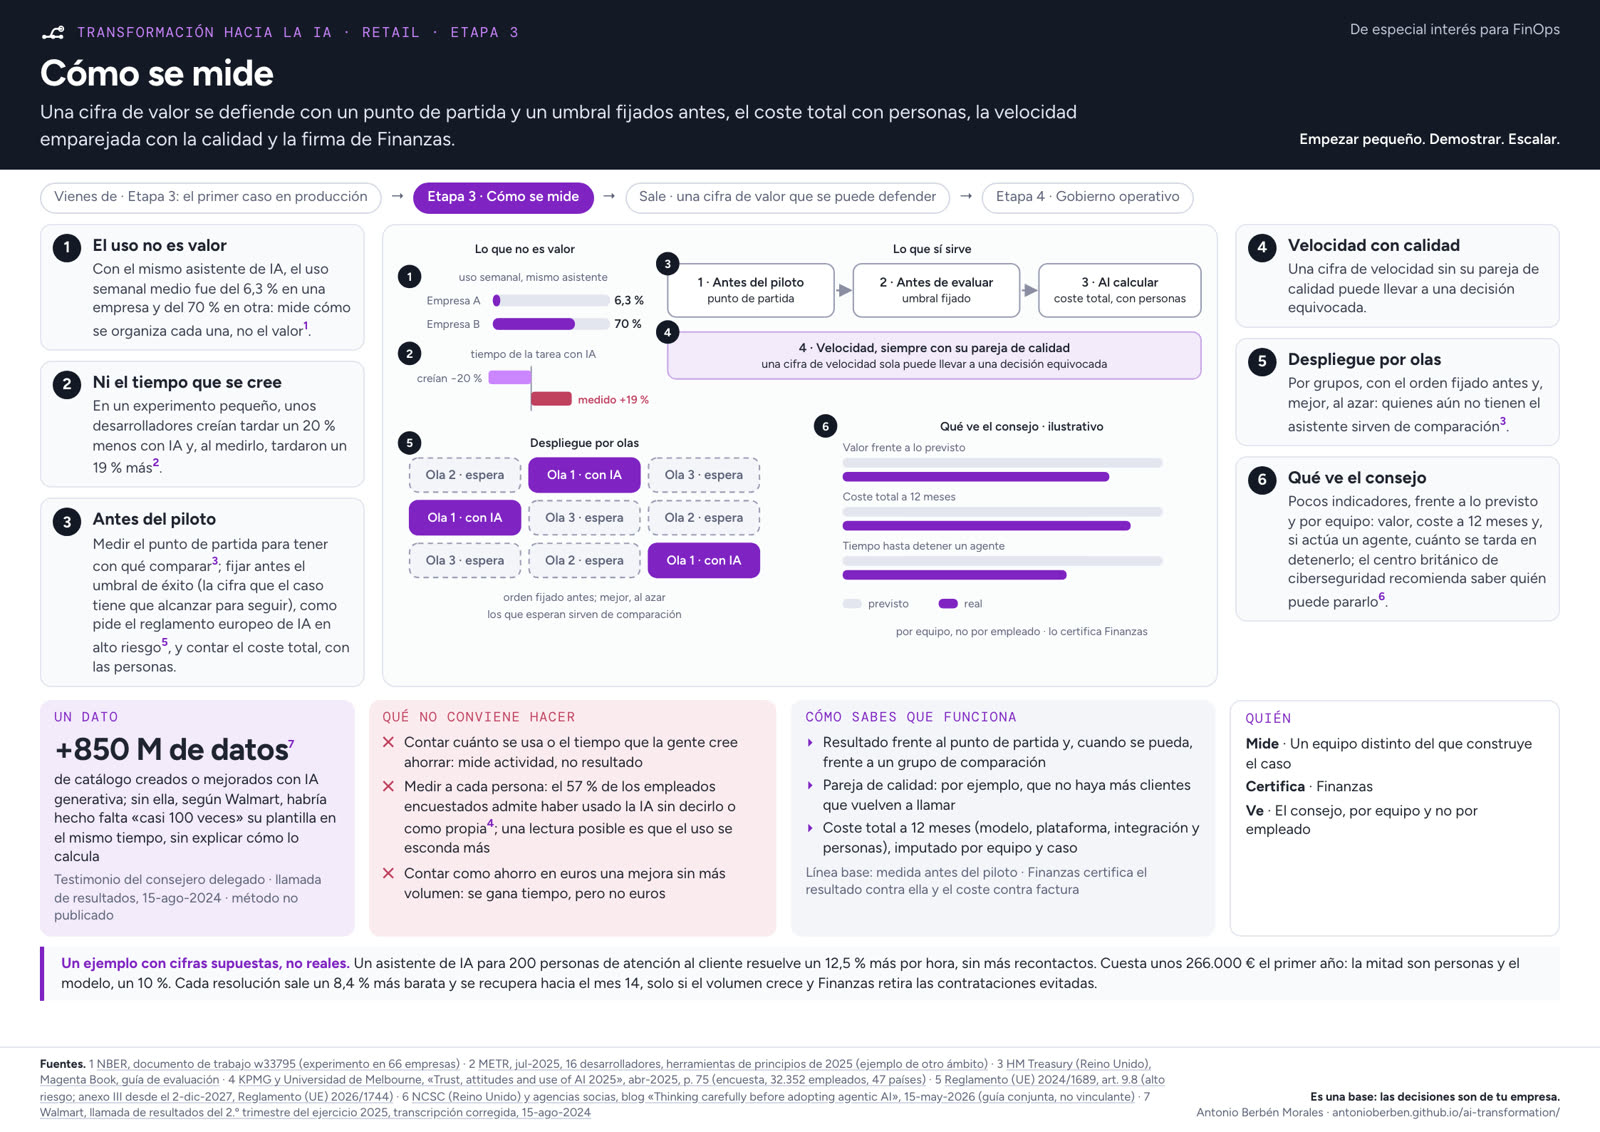 TRANSFORMACIÓN HACIA LA IA · RETAIL · ETAPA 3
De especial interés para FinOps
Cómo se mide
Una cifra de valor se defiende con un punto de partida y un umbral fijados antes, el coste total con personas, la velocidad
emparejada con la calidad y la firma de Finanzas.
Empezar pequeño. Demostrar. Escalar.
Vienes de · Etapa 3: el primer caso en producción → Etapa 3 · Cómo se mide → Sale · una cifra de valor que se puede defender → Etapa 4 · Gobierno operativo
1 El uso no es valor
Con el mismo asistente de IA, el uso
semanal medio fue del 6,3 % en una
empresa y del 70 % en otra: mide cómo
se organiza cada una, no el valor1.
2 Ni el tiempo que se cree
En un experimento pequeño, unos
desarrolladores creían tardar un 20 %
menos con IA y, al medirlo, tardaron un
19 % más2.
3 Antes del piloto
Medir el punto de partida para tener
con qué comparar3; fijar antes el
umbral de éxito (la cifra que el caso
tiene que alcanzar para seguir), como
pide el reglamento europeo de IA en
alto riesgo5, y contar el coste total, con
las personas.
Lo que no es valor
1
uso semanal, mismo asistente
Empresa A 6,3 %
Empresa B 70 %
2
tiempo de la tarea con IA
creían −20 %
medido +19 %
Lo que sí sirve
3
1 · Antes del piloto
punto de partida
2 · Antes de evaluar
umbral fijado
3 · Al calcular
coste total, con personas
4
4 · Velocidad, siempre con su pareja de calidad
una cifra de velocidad sola puede llevar a una decisión equivocada
5
Despliegue por olas
Ola 2 · espera Ola 1 · con IA Ola 3 · espera
Ola 1 · con IA Ola 3 · espera Ola 2 · espera
Ola 3 · espera Ola 2 · espera Ola 1 · con IA
orden fijado antes; mejor, al azar
los que esperan sirven de comparación
6
Qué ve el consejo · ilustrativo
Valor frente a lo previsto
Coste total a 12 meses
Tiempo hasta detener un agente
previsto real
por equipo, no por empleado · lo certifica Finanzas
4 Velocidad con calidad
Una cifra de velocidad sin su pareja de
calidad puede llevar a una decisión
equivocada.
5 Despliegue por olas
Por grupos, con el orden fijado antes y,
mejor, al azar: quienes aún no tienen el
asistente sirven de comparación3.
6 Qué ve el consejo
Pocos indicadores, frente a lo previsto
y por equipo: valor, coste a 12 meses y,
si actúa un agente, cuánto se tarda en
detenerlo; el centro británico de
ciberseguridad recomienda saber quién
puede pararlo6.
UN DATO
+850 M de datos7
de catálogo creados o mejorados con IA
generativa; sin ella, según Walmart, habría
hecho falta «casi 100 veces» su plantilla en
el mismo tiempo, sin explicar cómo lo
calcula
Testimonio del consejero delegado · llamada
de resultados, 15-ago-2024 · método no
publicado
QUÉ NO CONVIENE HACER
Contar cuánto se usa o el tiempo que la gente cree
ahorrar: mide actividad, no resultado
Medir a cada persona: el 57 % de los empleados
encuestados admite haber usado la IA sin decirlo o
como propia4; una lectura posible es que el uso se
esconda más
Contar como ahorro en euros una mejora sin más
volumen: se gana tiempo, pero no euros
CÓMO SABES QUE FUNCIONA
Resultado frente al punto de partida y, cuando se pueda,
frente a un grupo de comparación
Pareja de calidad: por ejemplo, que no haya más clientes
que vuelven a llamar
Coste total a 12 meses (modelo, plataforma, integración y
personas), imputado por equipo y caso
Línea base: medida antes del piloto · Finanzas certifica el
resultado contra ella y el coste contra factura
QUIÉN
Mide · Un equipo distinto del que construye
el caso
Certifica · Finanzas
Ve · El consejo, por equipo y no por
empleado
Un ejemplo con cifras supuestas, no reales. Un asistente de IA para 200 personas de atención al cliente resuelve un 12,5 % más por hora, sin más recontactos. Cuesta unos 266.000 € el primer año: la mitad son personas y el
modelo, un 10 %. Cada resolución sale un 8,4 % más barata y se recupera hacia el mes 14, solo si el volumen crece y Finanzas retira las contrataciones evitadas.
Fuentes. 1 NBER, documento de trabajo w33795 (experimento en 66 empresas) · 2 METR, jul-2025, 16 desarrolladores, herramientas de principios de 2025 (ejemplo de otro ámbito) · 3 HM Treasury (Reino Unido),
Magenta Book, guía de evaluación · 4 KPMG y Universidad de Melbourne, «Trust, attitudes and use of AI 2025», abr-2025, p. 75 (encuesta, 32.352 empleados, 47 países) · 5 Reglamento (UE) 2024/1689, art. 9.8 (alto
riesgo; anexo III desde el 2-dic-2027, Reglamento (UE) 2026/1744) · 6 NCSC (Reino Unido) y agencias socias, blog «Thinking carefully before adopting agentic AI», 15-may-2026 (guía conjunta, no vinculante) · 7
Walmart, llamada de resultados del 2.º trimestre del ejercicio 2025, transcripción corregida, 15-ago-2024
Es una base: las decisiones son de tu empresa.
Antonio Berbén Morales · antonioberben.github.io/ai-transformation/